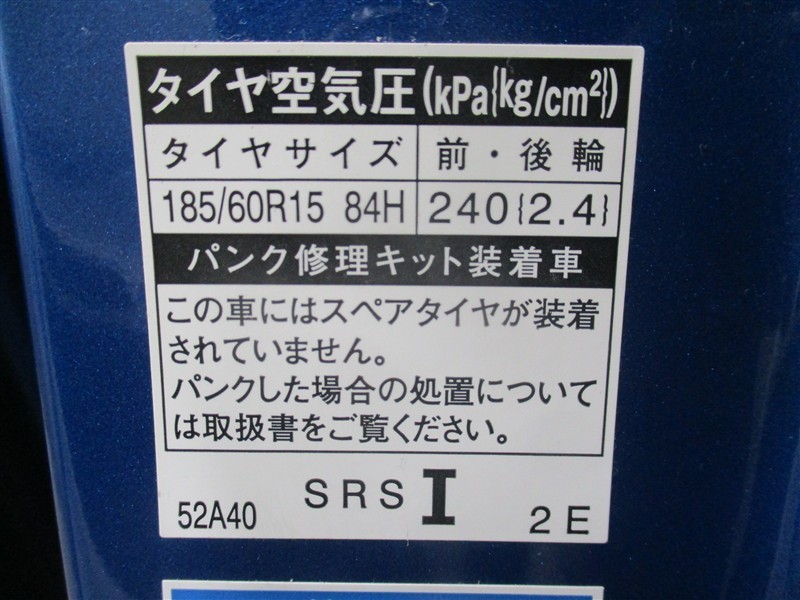 タイヤ空気圧(kPa{kg/cm²})
タイヤサイズ 前・後輪
185/60R15 84H 240{2.4}
パンク修理キット装着車
この車にはスペアタイヤが装着
されていません。
パンクした場合の処置について
は取扱書をご覧ください。
52A40 SRS I 2E